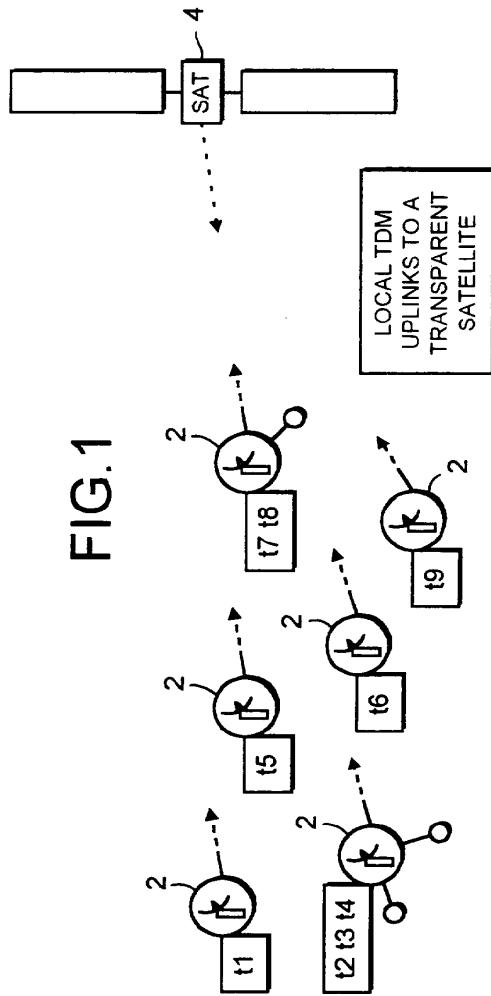 FIG.1
SAT
4
2
t1
2
t2 t3 t4
2
t5
2
t6
2
t7 t8
2
t9
LOCAL TDM
UPLINKS TO A
TRANSPARENT
SATELLITE